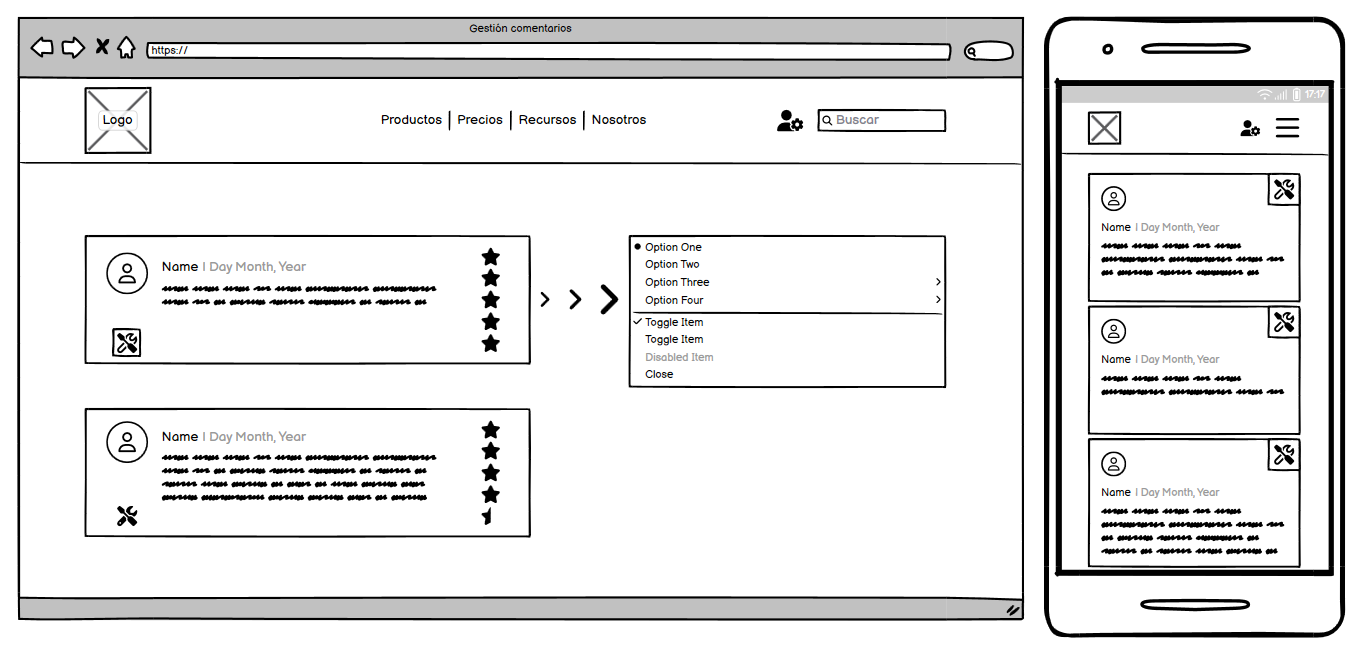 Gestión comentarios
https://
Logo
Productos | Precios | Recursos | Nosotros
Buscar
Name | Day Month, Year
Option One
Option Two
Option Three
Option Four
Toggle Item
Toggle Item
Disabled Item
Close
Name | Day Month, Year
17:17
Name | Day Month, Year
Name | Day Month, Year
Name | Day Month, Year